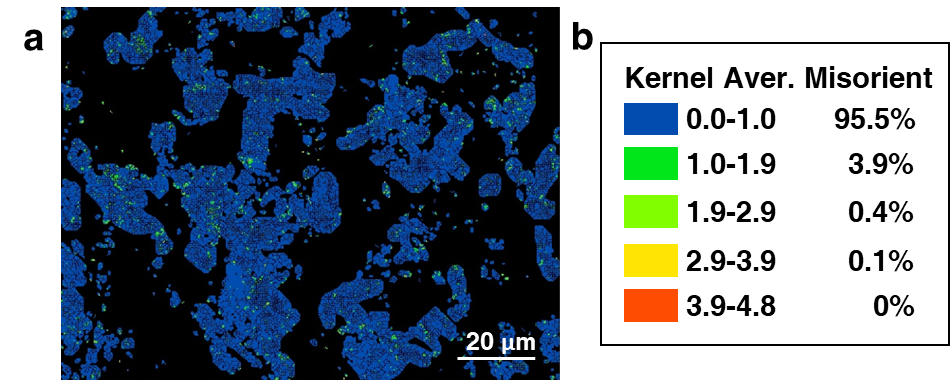 a
20 µm
b
Kernel Aver. Misorient
0.0-1.0 95.5%
1.0-1.9 3.9%
1.9-2.9 0.4%
2.9-3.9 0.1%
3.9-4.8 0%